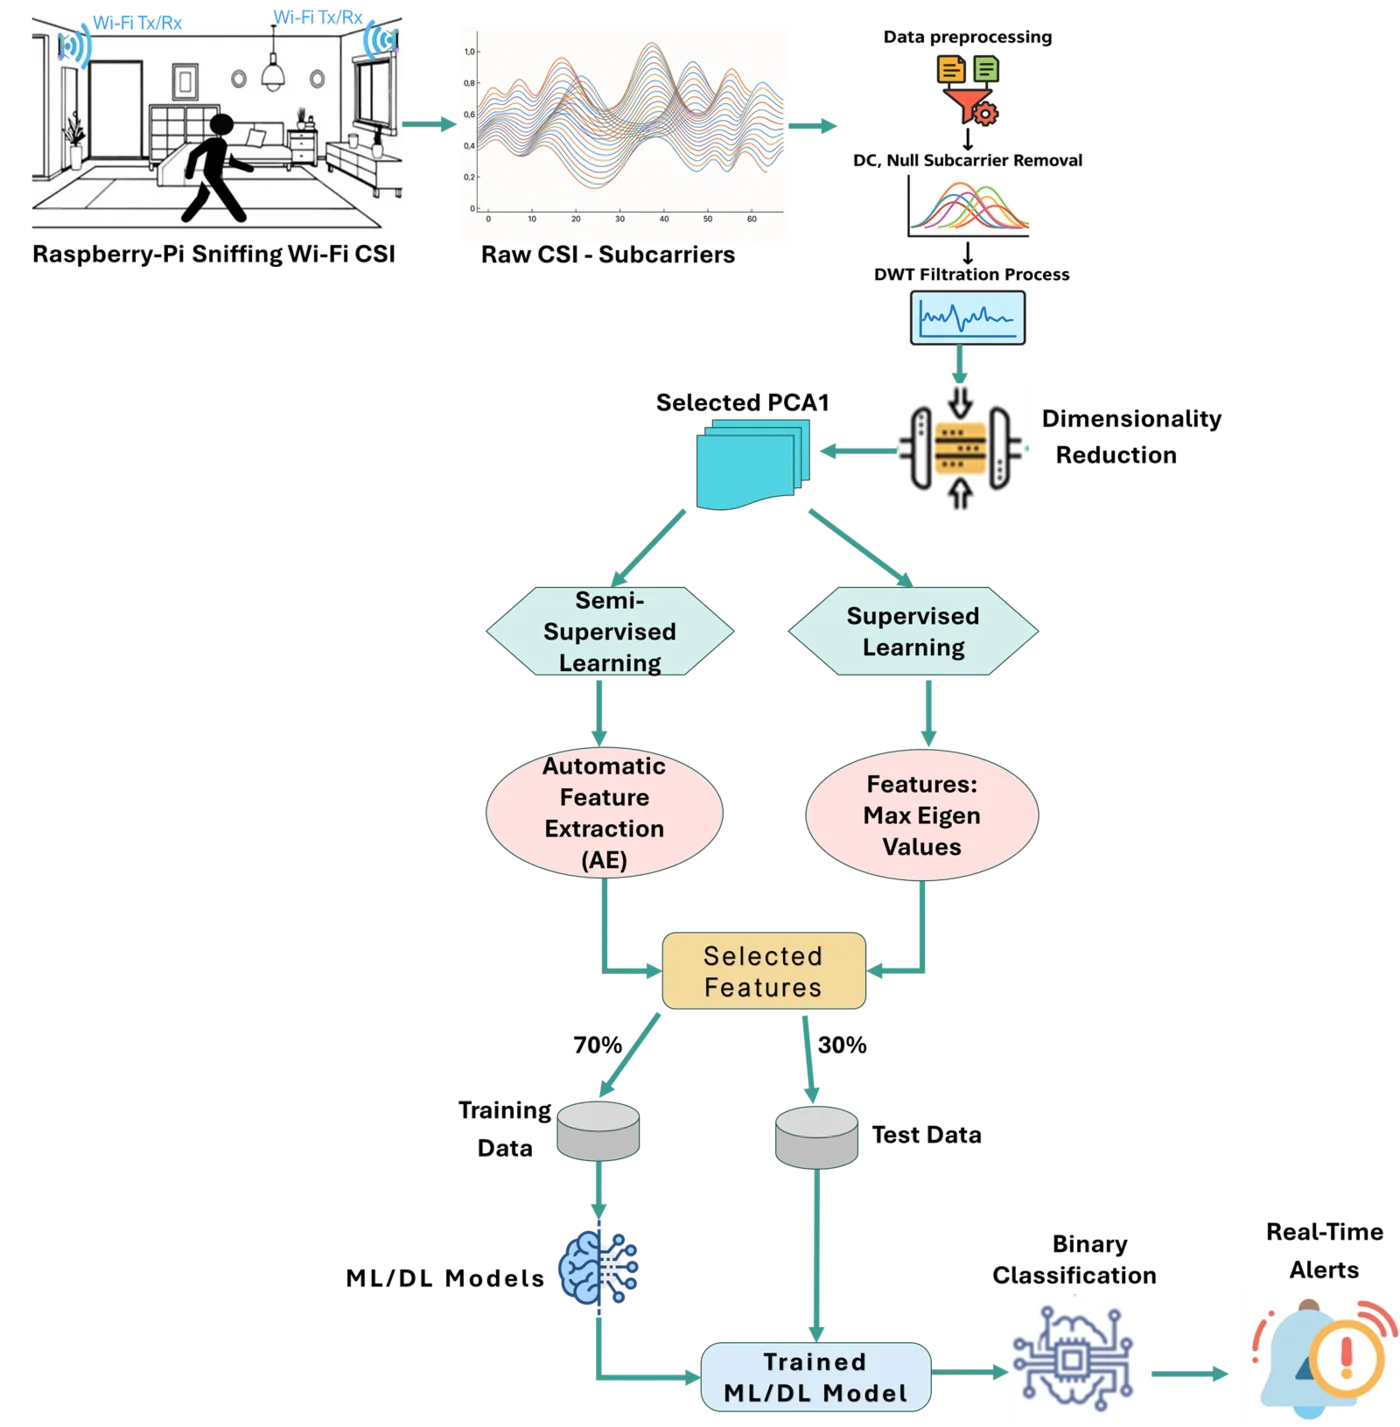 Wi-Fi Tx/Rx
Wi-Fi Tx/Rx
Raspberry-Pi Sniffing Wi-Fi CSI
1,0
0,8
0,6
0,4
0,2
0
0 10 20 30 40 50 60
Raw CSI - Subcarriers
Data preprocessing
DC, Null Subcarrier Removal
DWT Filtration Process
Dimensionality
Reduction
Selected PCA1
Semi-
Supervised
Learning
Supervised
Learning
Automatic
Feature
Extraction
(AE)
Features:
Max Eigen
Values
Selected
Features
70%
30%
Training
Data
Test Data
ML/DL Models
Trained
ML/DL Model
Binary
Classification
Real-Time
Alerts